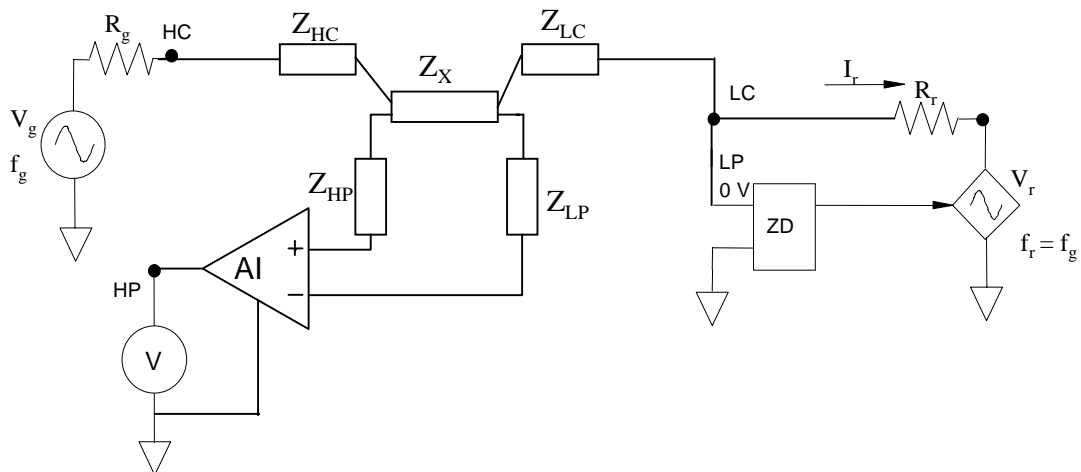 R_g
HC
Z_HC
Z_X
Z_LC
LC
I_r
R_r
V_g
f_g
Z_HP
Z_LP
LP
0 V
ZD
V_r
f_r = f_g
+
AI
−
HP
V